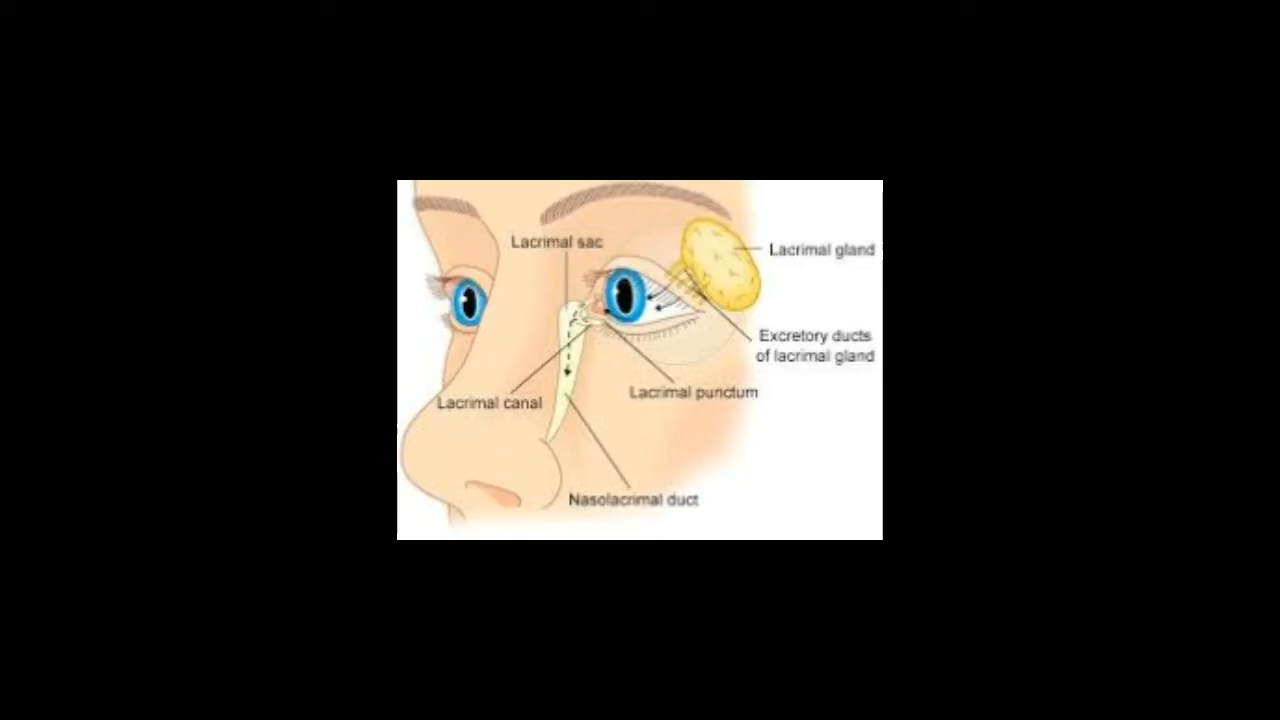 Lacrimal sac
Lacrimal gland
Excretory ducts
of lacrimal gland
Lacrimal punctum
Lacrimal canal
Nasolacrimal duct